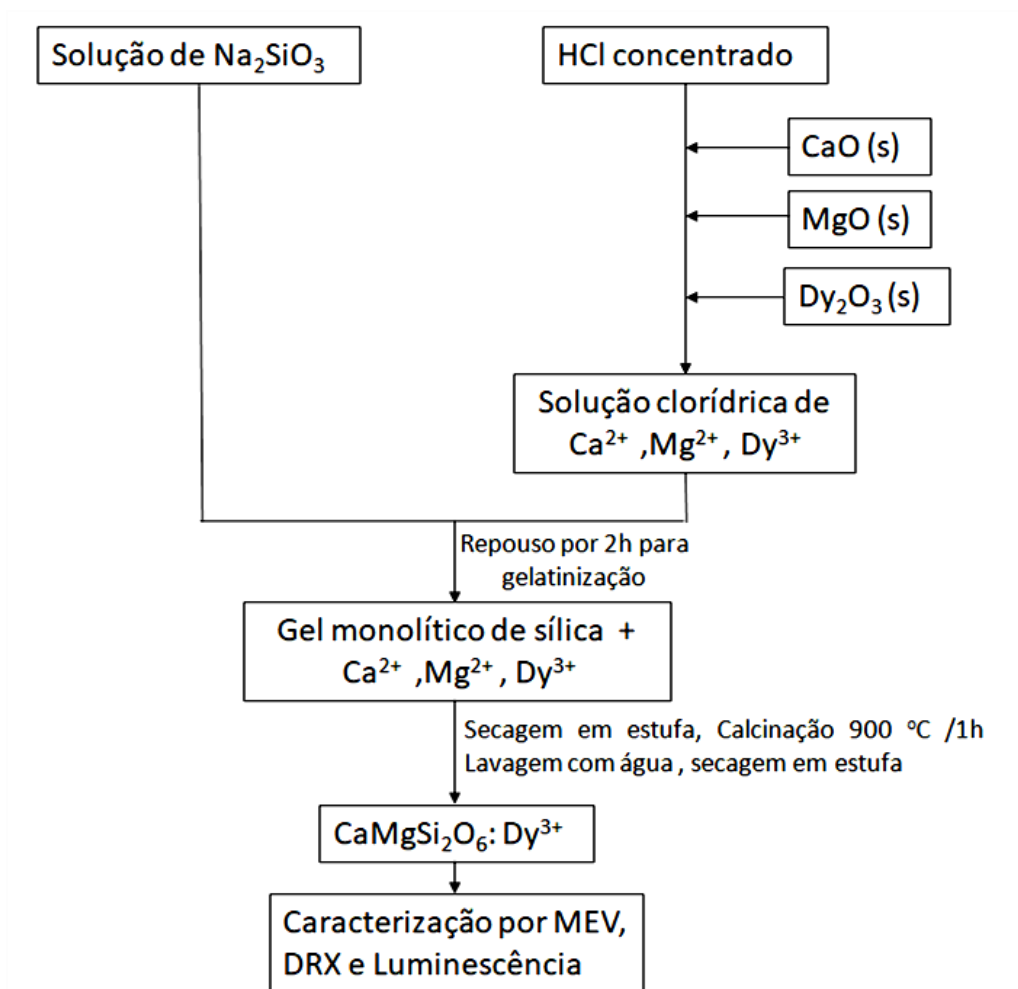 Solução de Na₂SiO₃
HCl concentrado
CaO (s)
MgO (s)
Dy₂O₃ (s)
Solução clorídrica de
Ca²⁺ ,Mg²⁺ , Dy³⁺
Repouso por 2h para
gelatinização
Gel monolítico de sílica +
Ca²⁺ ,Mg²⁺ , Dy³⁺
Secagem em estufa, Calcinação 900 °C /1h
Lavagem com água , secagem em estufa
CaMgSi₂O₆: Dy³⁺
Caracterização por MEV,
DRX e Luminescência